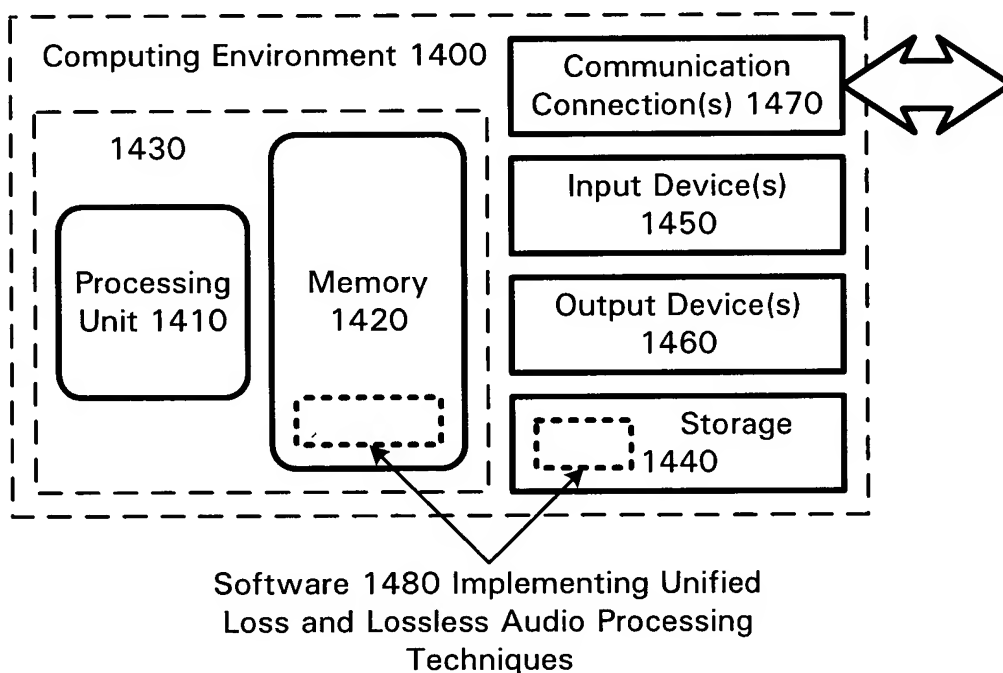 Computing Environment 1400
Communication
Connection(s) 1470
1430
Input Device(s)
1450
Processing
Unit 1410
Memory
1420
Output Device(s)
1460
Storage
1440
Software 1480 Implementing Unified
Loss and Lossless Audio Processing
Techniques